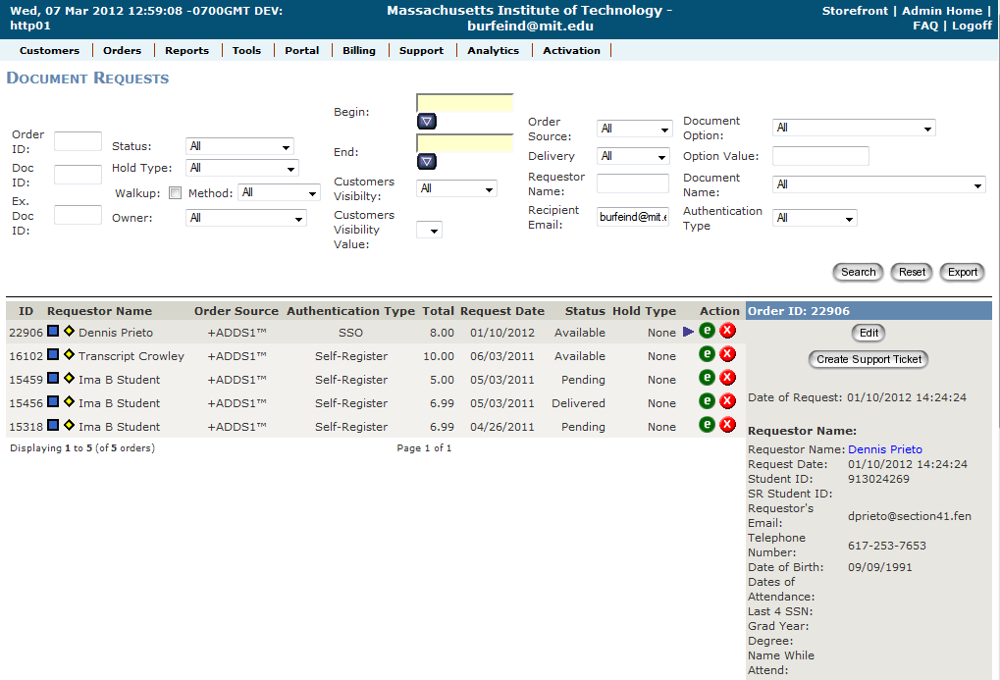 Wed, 07 Mar 2012 12:59:08 -0700GMT DEV:
http01
Massachusetts Institute of Technology -
burfeind@mit.edu
Storefront | Admin Home |
FAQ | Logoff
Customers Orders Reports Tools Portal Billing Support Analytics Activation
Document Requests
Order
ID:
Doc
ID:
Ex.
Doc
ID:
Status: All
Hold Type: All
Walkup: Method: All
Owner: All
Begin:
End:
Customers
Visibilty: All
Customers
Visibility
Value:
Order
Source: All
Delivery All
Requestor
Name:
Recipient
Email: burfeind@mit.e
Document
Option: All
Option Value:
Document
Name: All
Authentication
Type All
Search Reset Export
ID Requestor Name Order Source Authentication Type Total Request Date Status Hold Type Action
22906 Dennis Prieto +ADDS1™ SSO 8.00 01/10/2012 Available None e X
16102 Transcript Crowley +ADDS1™ Self-Register 10.00 06/03/2011 Available None e X
15459 Ima B Student +ADDS1™ Self-Register 5.00 05/03/2011 Pending None e X
15456 Ima B Student +ADDS1™ Self-Register 6.99 05/03/2011 Delivered None e X
15318 Ima B Student +ADDS1™ Self-Register 6.99 04/26/2011 Pending None e X
Displaying 1 to 5 (of 5 orders) Page 1 of 1
Order ID: 22906
Edit
Create Support Ticket
Date of Request: 01/10/2012 14:24:24
Requestor Name:
Requestor Name: Dennis Prieto
Request Date: 01/10/2012 14:24:24
Student ID: 913024269
SR Student ID:
Requestor's
Email: dprieto@section41.fen
Telephone
Number: 617-253-7653
Date of Birth: 09/09/1991
Dates of
Attendance:
Last 4 SSN:
Grad Year:
Degree:
Name While
Attend: